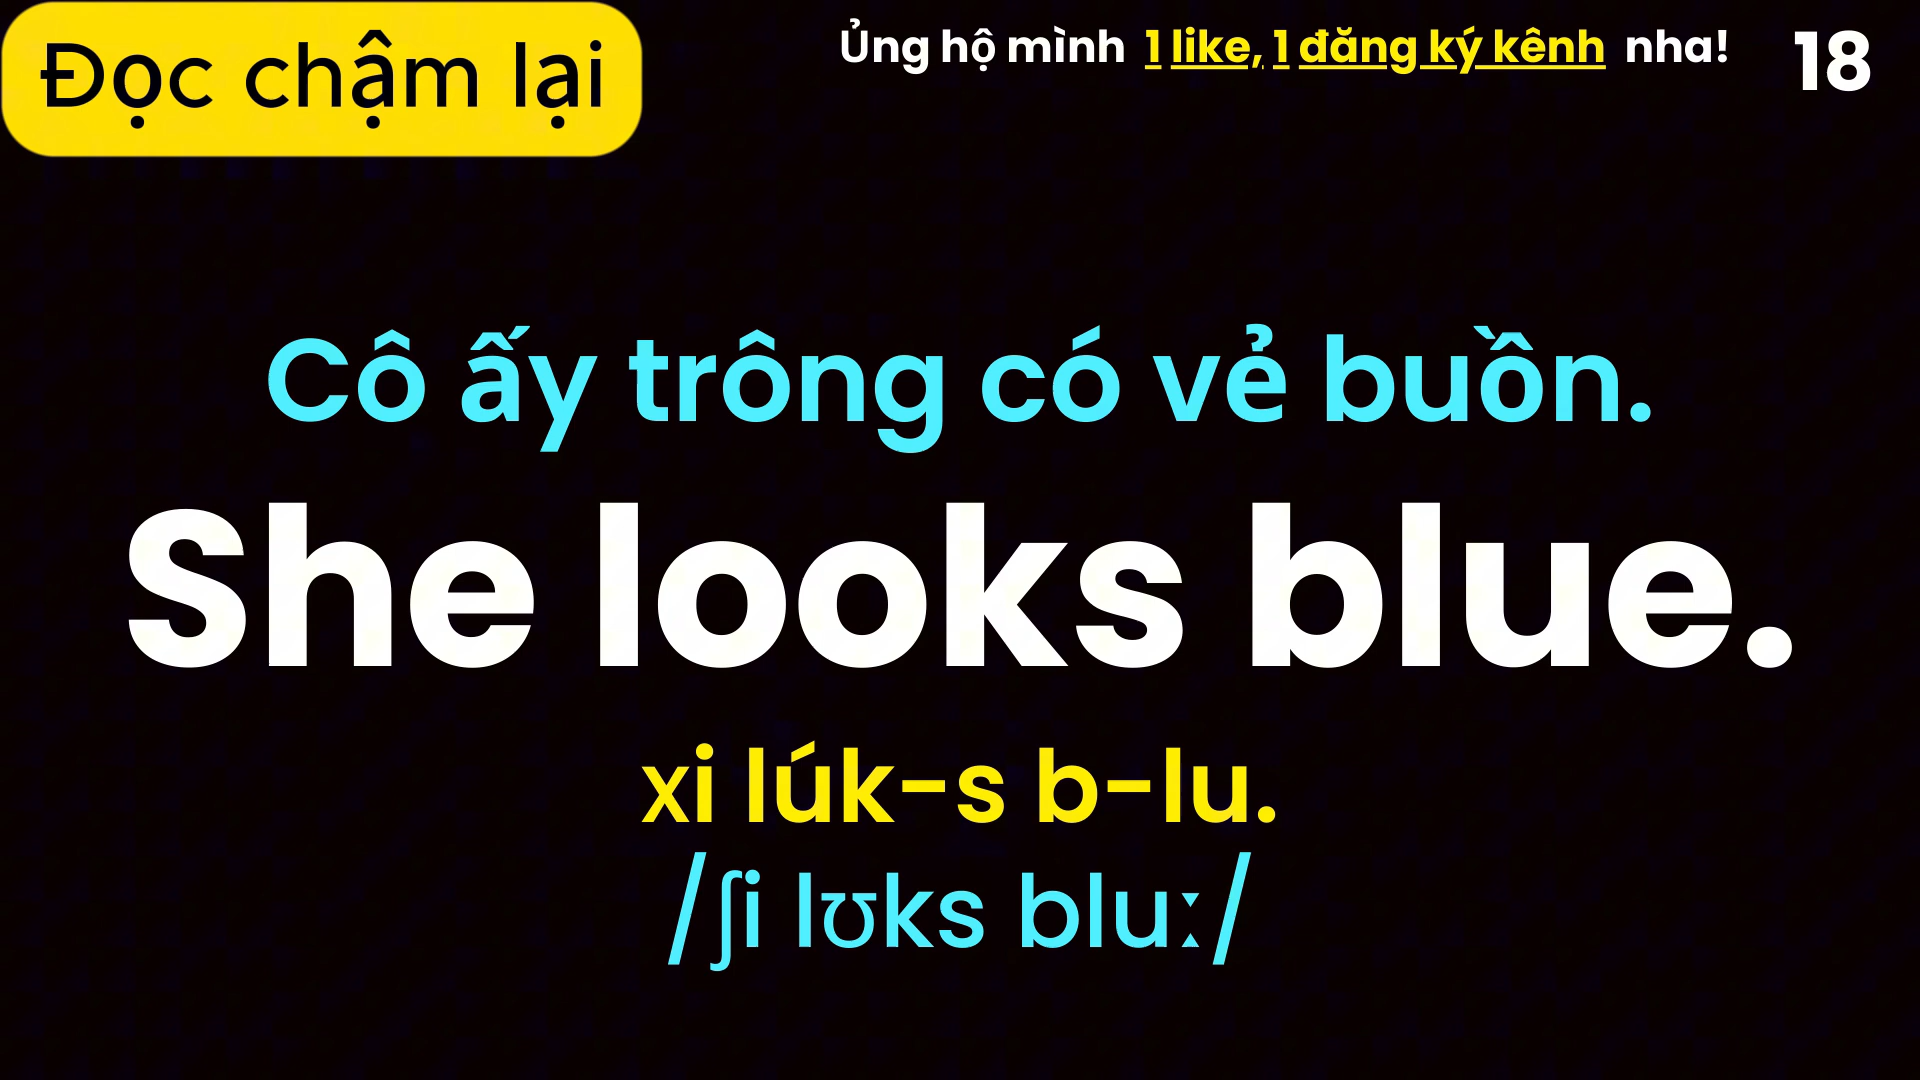 Đọc chậm lại
Ủng hộ mình 1 like, 1 đăng ký kênh nha!
18
Cô ấy trông có vẻ buồn.
She looks blue.
xi lúk-s b-lu.
/ʃi lʊks bluː/